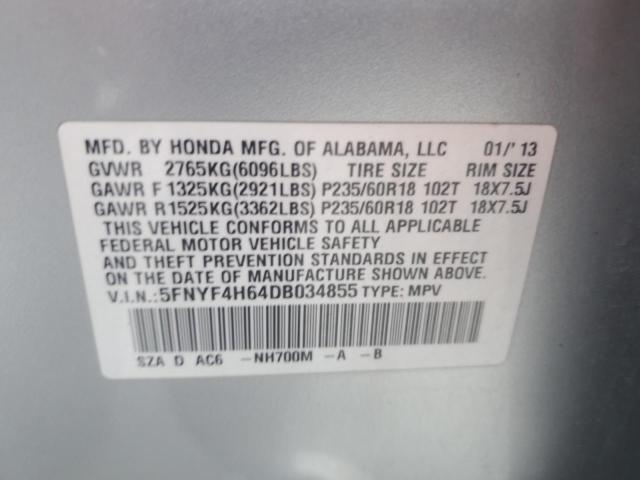 MFD. BY HONDA MFG. OF ALABAMA, LLC 01/'13
GVWR 2765KG(6096LBS) TIRE SIZE RIM SIZE
GAWR F 1325KG(2921LBS) P235/60R18 102T 18X7.5J
GAWR R 1525KG(3362LBS) P235/60R18 102T 18X7.5J
THIS VEHICLE CONFORMS TO ALL APPLICABLE
FEDERAL MOTOR VEHICLE SAFETY
AND THEFT PREVENTION STANDARDS IN EFFECT
ON THE DATE OF MANUFACTURE SHOWN ABOVE.
V.I.N.:5FNYF4H64DB034855 TYPE: MPV
SZA D AC6 -NH700M -A -B